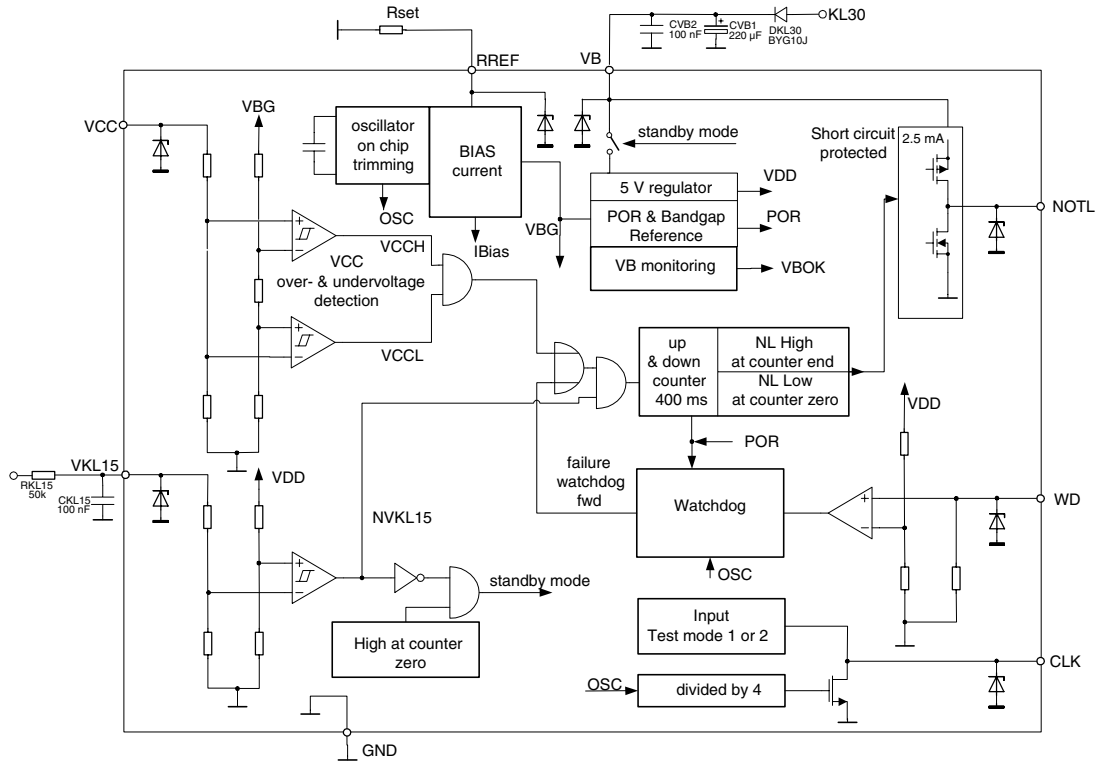 Rset
CVB2
100 nF
+
CVB1
220 µF
DKL30
BYG10J
KL30
RREF
VB
VCC
VBG
oscillator
on chip
trimming
BIAS
current
standby mode
Short circuit
protected
2.5 mA
5 V regulator
VDD
POR & Bandgap
Reference
POR
VB monitoring
VBOK
VBG
NOTL
OSC
IBias
+
−
VCCH
VCC
over- & undervoltage
detection
+
−
VCCL
up
& down
counter
400 ms
NL High
at counter end
NL Low
at counter zero
VDD
POR
VKL15
RKL15
50k
CKL15
100 nF
VDD
failure
watchdog
fwd
Watchdog
+
−
WD
OSC
NVKL15
+
−
standby mode
High at counter
zero
Input
Test mode 1 or 2
CLK
OSC
divided by 4
GND